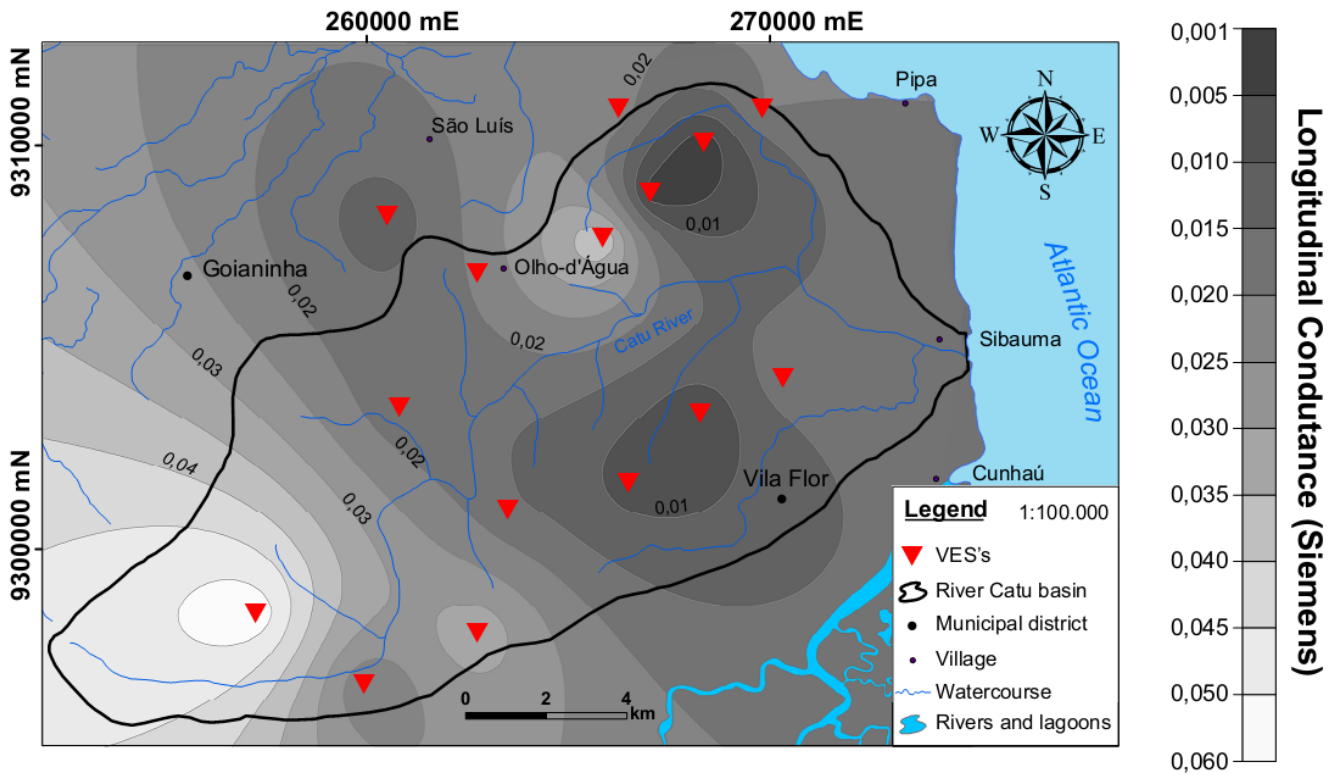 260000 mE
270000 mE
9310000 mN
9300000 mN
0,02
Pipa
N
W
E
S
São Luís
0,01
Goianinha
Olho-d'Água
0,02
0,02
Catu River
Atlantic Ocean
Sibauma
0,03
0,02
0,04
0,03
Vila Flor
Cunhaú
0,01
Legend
1:100.000
VES's
River Catu basin
Municipal district
Village
Watercourse
Rivers and lagoons
0
2
4
km
0,001
0,005
0,010
0,015
0,020
0,025
0,030
0,035
0,040
0,045
0,050
0,060
Longitudinal Condutance (Siemens)